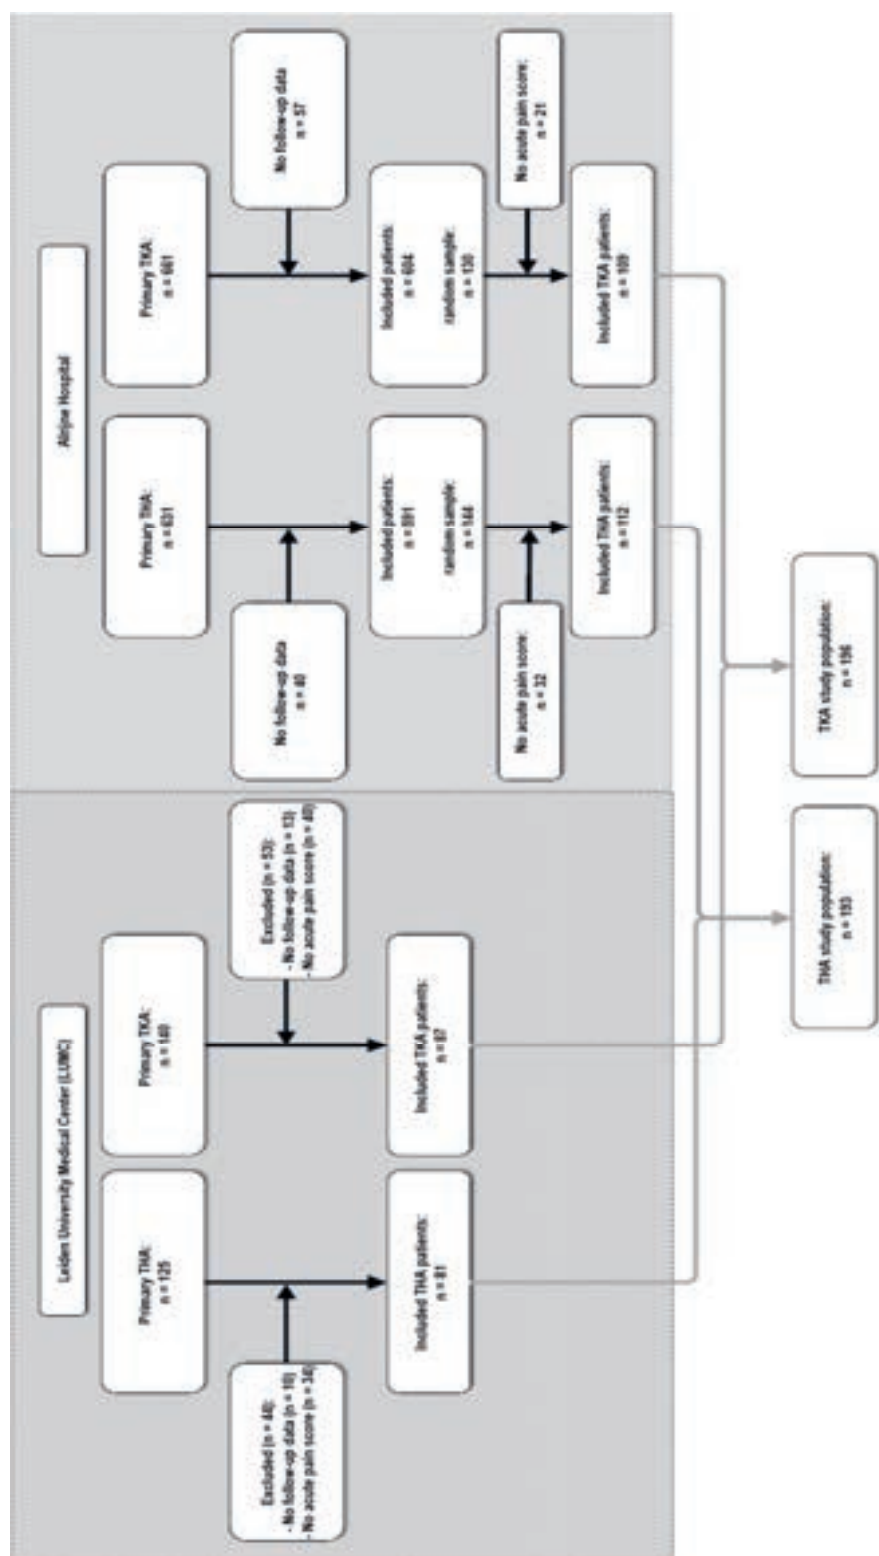 Leiden University Medical Center (LUMC)
Primary THA:
n = 125
Excluded (n = 44):
- No follow-up data (n = 10)
- No acute pain score (n = 34)
Included THA patients:
n = 81
Primary TKA:
n = 140
Excluded (n = 53):
- No follow-up data (n = 13)
- No acute pain score (n = 40)
Included TKA patients:
n = 87
Alrijne Hospital
Primary THA:
n = 631
No follow-up data
n = 40
Included patients:
n = 591
random sample:
n = 144
No acute pain score:
n = 32
Included THA patients:
n = 112
Primary TKA:
n = 661
No follow-up data
n = 57
Included patients:
n = 604
random sample:
n = 130
No acute pain score:
n = 21
Included TKA patients:
n = 109
THA study population:
n = 193
TKA study population:
n = 196